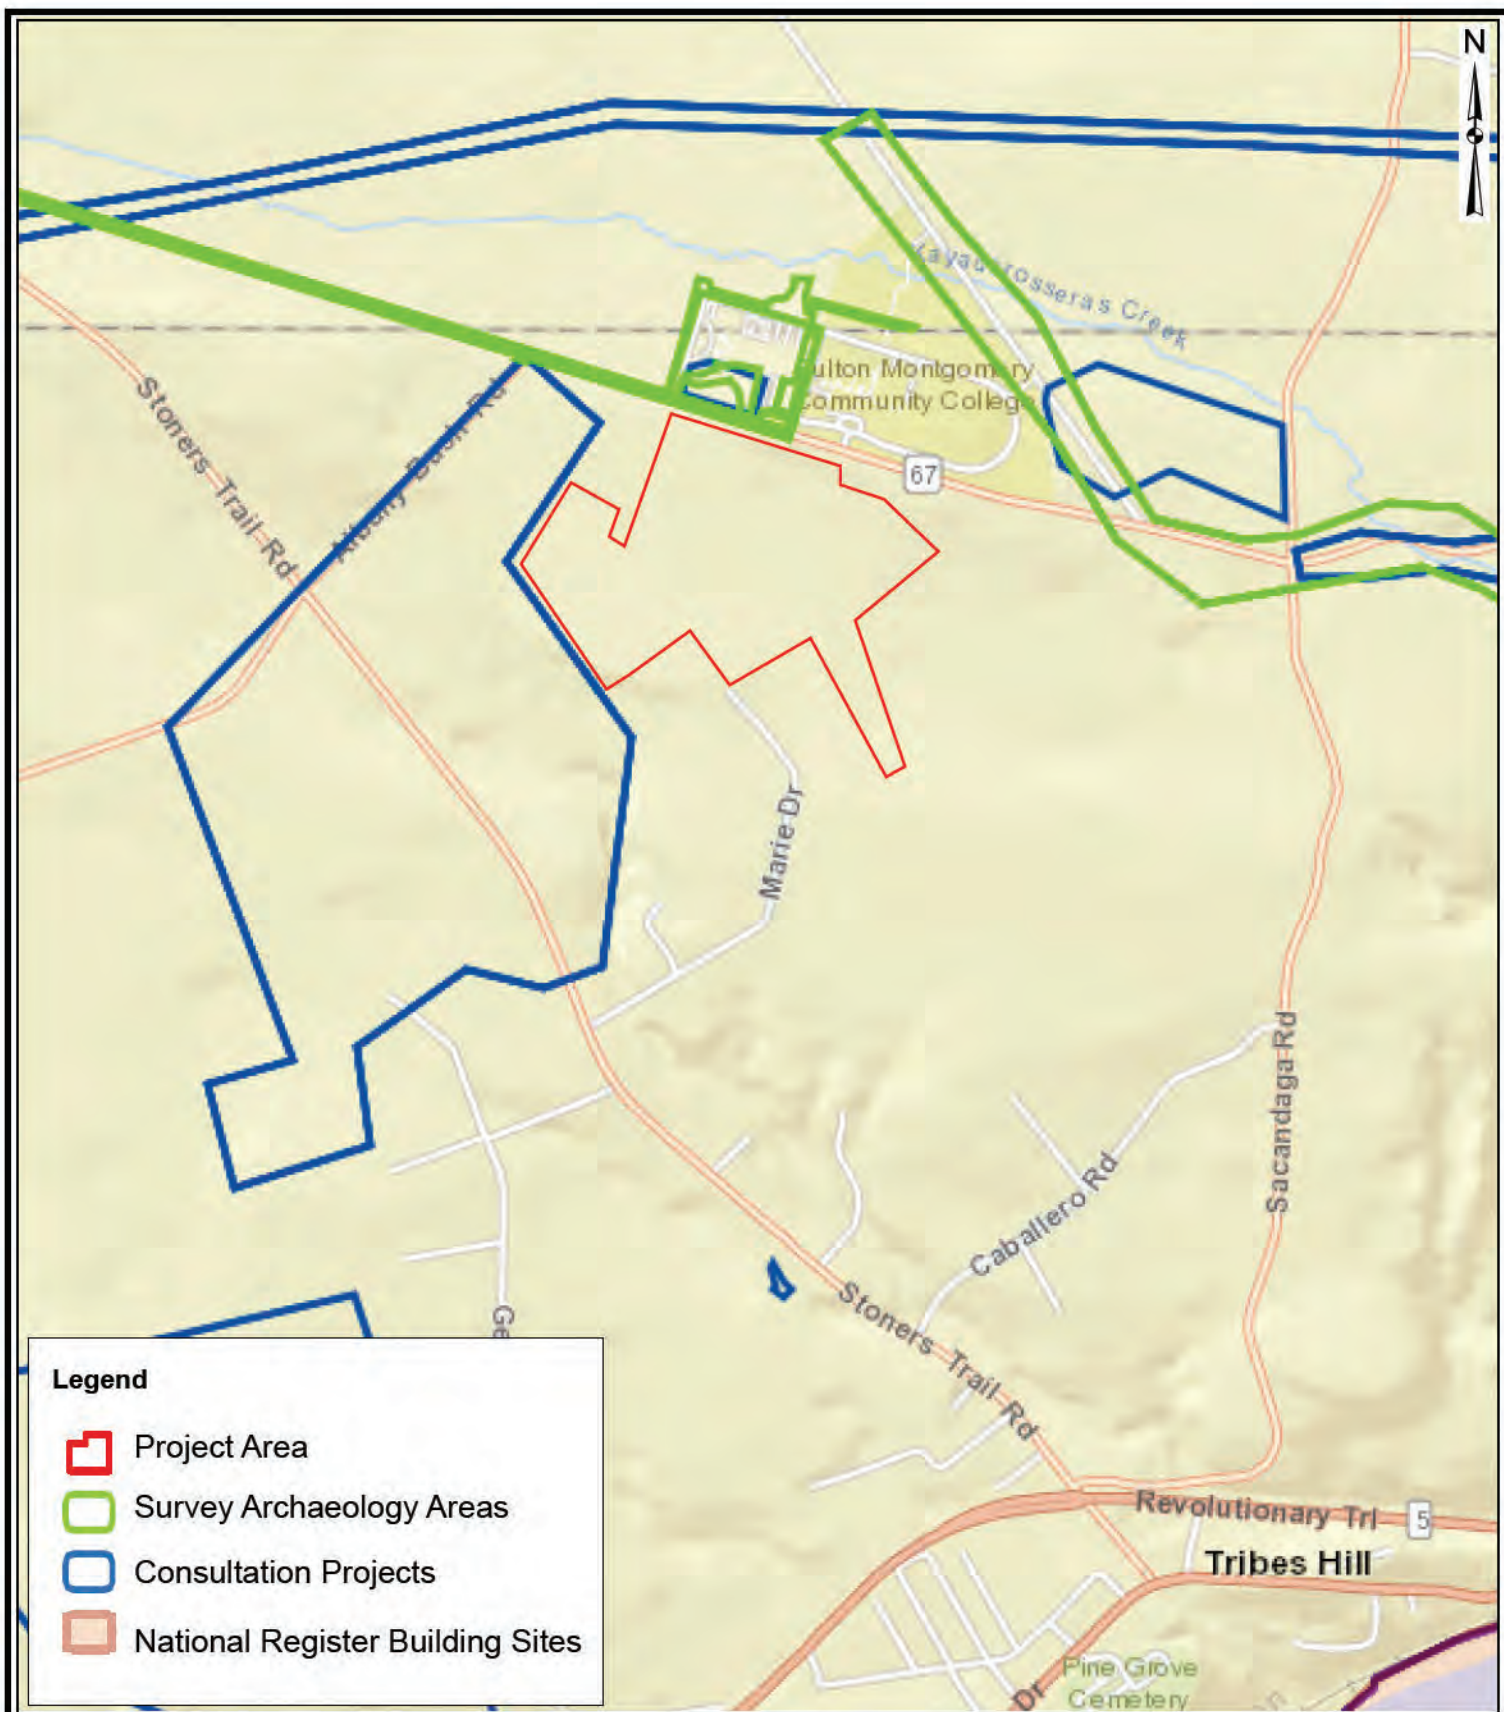 N
Kayaderosseras Creek
Fulton Montgomery
Community College
67
Stoners Trail Rd
Albany Bush Rd
Marie Dr
Sacandaga Rd
Caballero Rd
Stoners Trail Rd
Ge
Legend
Project Area
Survey Archaeology Areas
Consultation Projects
National Register Building Sites
Revolutionary Trl
5
Tribes Hill
Pine Grove
Cemetery
Dr